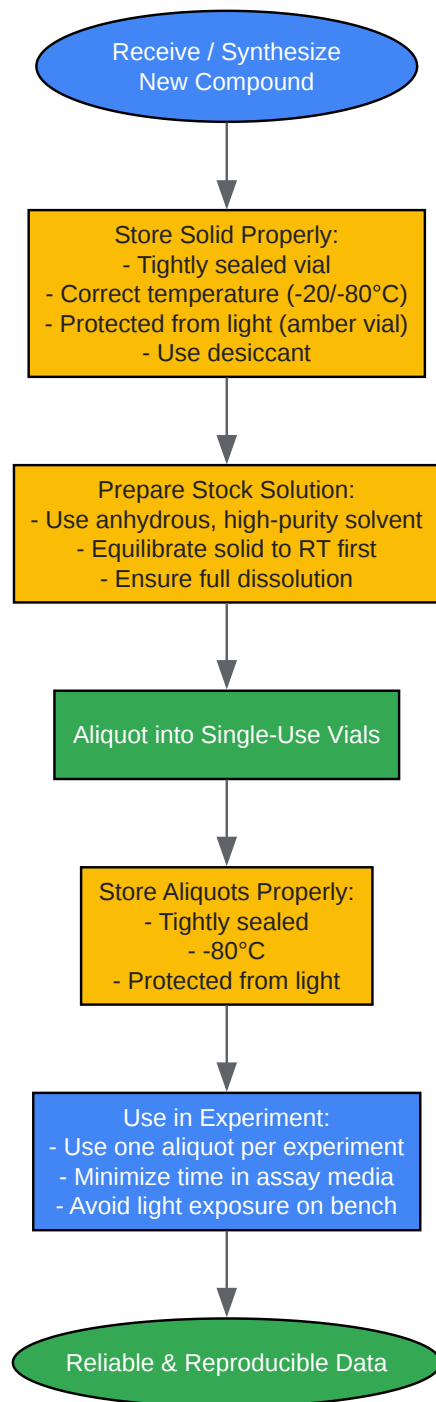 Receive / Synthesize
New Compound
Store Solid Properly:
- Tightly sealed vial
- Correct temperature (-20/-80°C)
- Protected from light (amber vial)
- Use desiccant
Prepare Stock Solution:
- Use anhydrous, high-purity solvent
- Equilibrate solid to RT first
- Ensure full dissolution
Aliquot into Single-Use Vials
Store Aliquots Properly:
- Tightly sealed
- -80°C
- Protected from light
Use in Experiment:
- Use one aliquot per experiment
- Minimize time in assay media
- Avoid light exposure on bench
Reliable & Reproducible Data